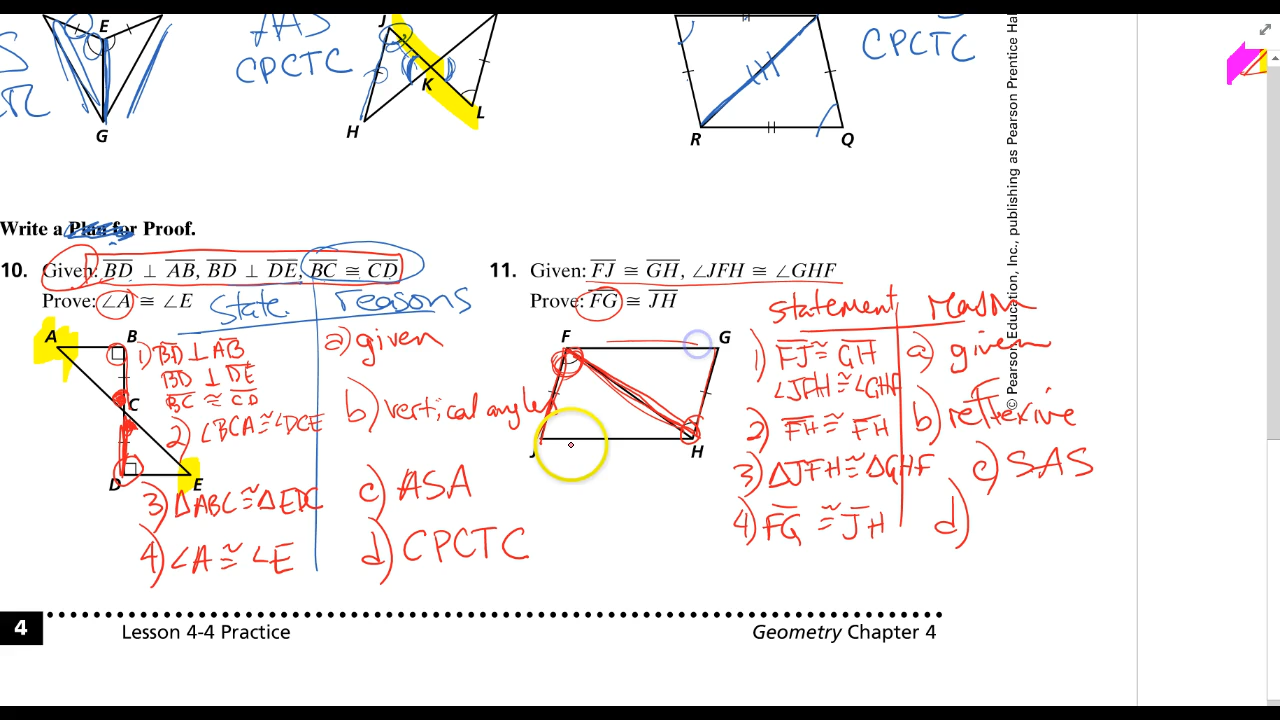 E
G
AAS
CPCTC
J
K
L
H
R
Q
CPCTC
Write a Plan for Proof.
10. Given: BD ⊥ AB, BD ⊥ DE, BC ≅ CD
Prove: ∠A ≅ ∠E
State. reasons
A
B
C
D
E
1) BD ⊥ AB
BD ⊥ DE
BC ≅ CD
a) given
2) ∠BCA ≅ ∠DCE
b) vertical angles
3) △ABC ≅ △EDC
c) ASA
4) ∠A ≅ ∠E
d) CPCTC
11. Given: FJ ≅ GH, ∠JFH ≅ ∠GHF
Prove: FG ≅ JH
statement reason
F
G
J
H
1) FJ ≅ GH
∠JFH ≅ ∠GHF
a) given
2) FH ≅ FH
b) reflexive
3) △JFH ≅ △GHF
c) SAS
4) FG ≅ JH
d)
4 Lesson 4-4 Practice
Geometry Chapter 4
© Pearson Education, Inc., publishing as Pearson Prentice Hal